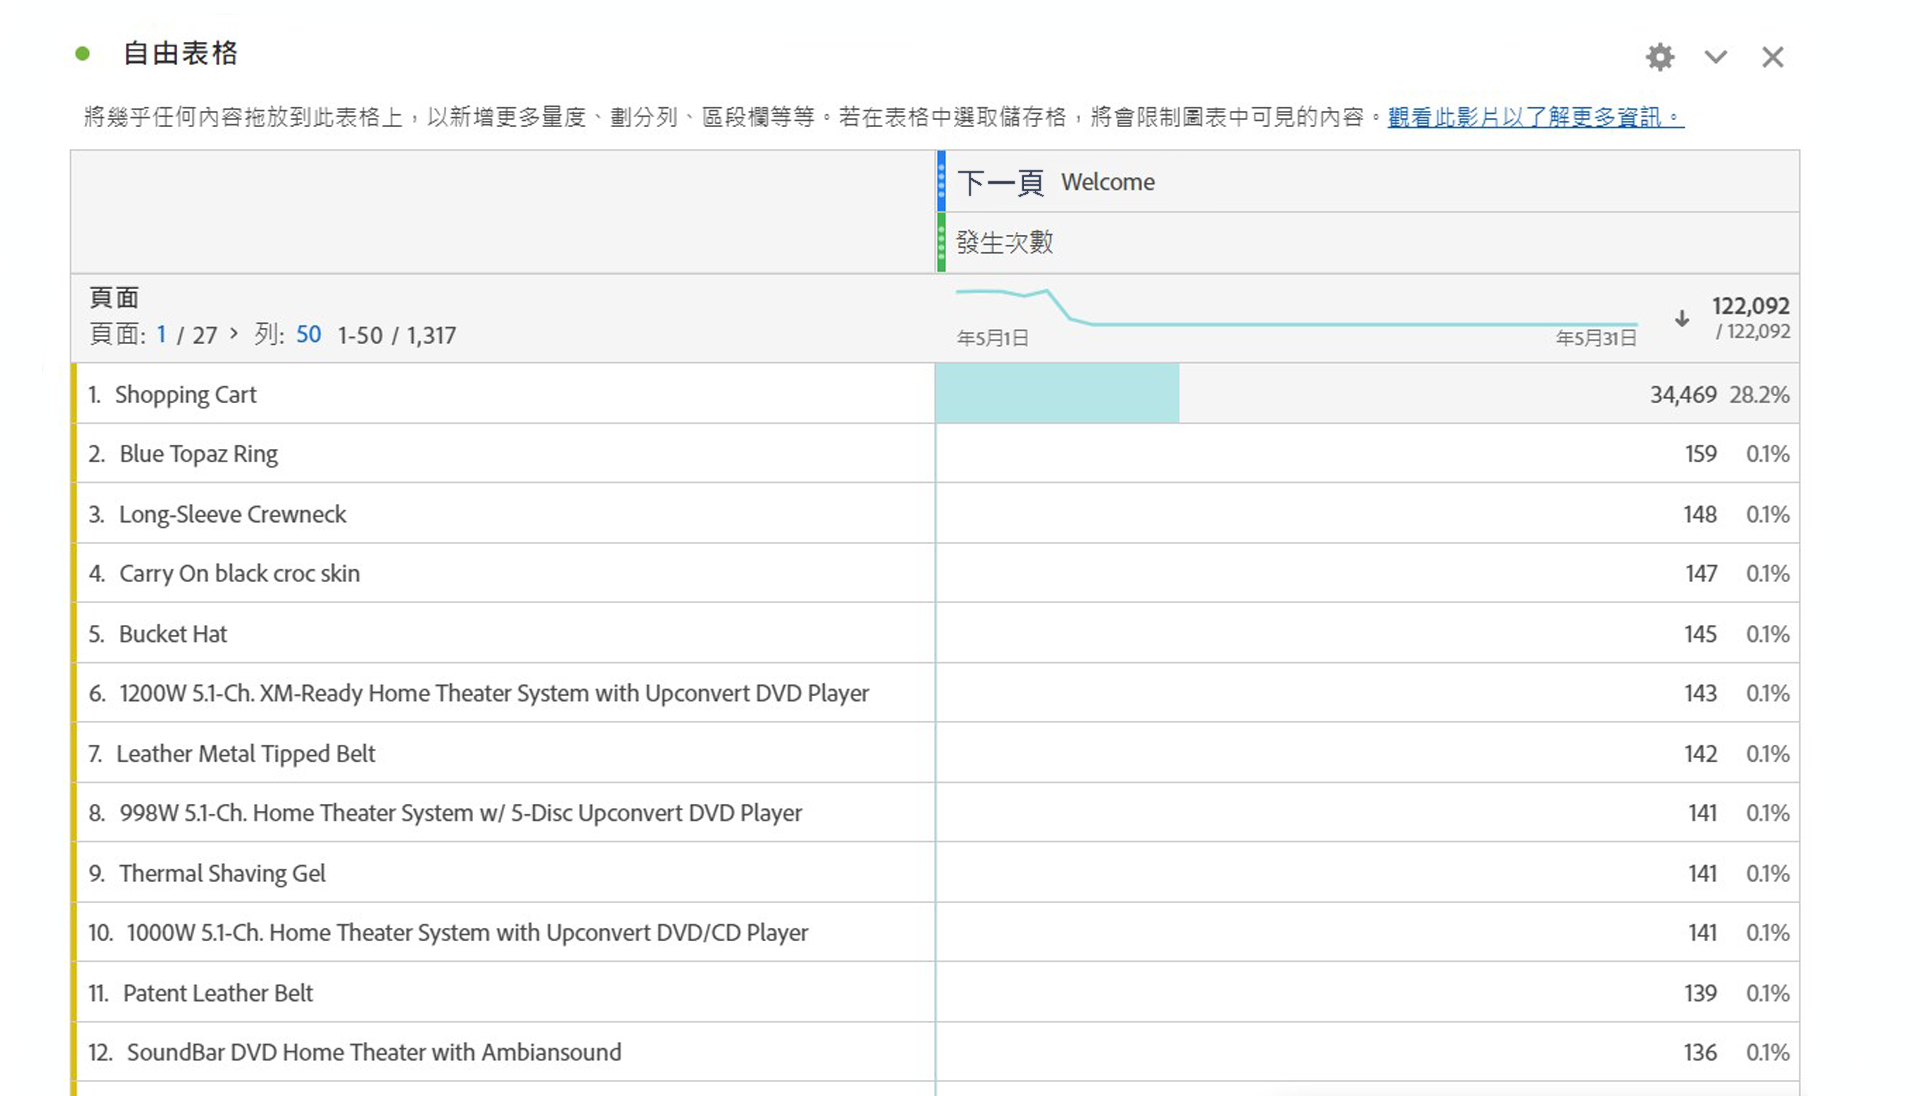 自由表格
將幾乎任何內容拖放到此表格上，以新增更多量度、劃分列、區段欄等等。若在表格中選取儲存格，將會限制圖表中可見的內容。觀看此影片以了解更多資訊。
下一頁 Welcome
發生次數
頁面
頁面: 1 / 27 > 列: 50 1-50 / 1,317
年5月1日 年5月31日
↓ 122,092
/ 122,092
1. Shopping Cart 34,469 28.2%
2. Blue Topaz Ring 159 0.1%
3. Long-Sleeve Crewneck 148 0.1%
4. Carry On black croc skin 147 0.1%
5. Bucket Hat 145 0.1%
6. 1200W 5.1-Ch. XM-Ready Home Theater System with Upconvert DVD Player 143 0.1%
7. Leather Metal Tipped Belt 142 0.1%
8. 998W 5.1-Ch. Home Theater System w/ 5-Disc Upconvert DVD Player 141 0.1%
9. Thermal Shaving Gel 141 0.1%
10. 1000W 5.1-Ch. Home Theater System with Upconvert DVD/CD Player 141 0.1%
11. Patent Leather Belt 139 0.1%
12. SoundBar DVD Home Theater with Ambiansound 136 0.1%